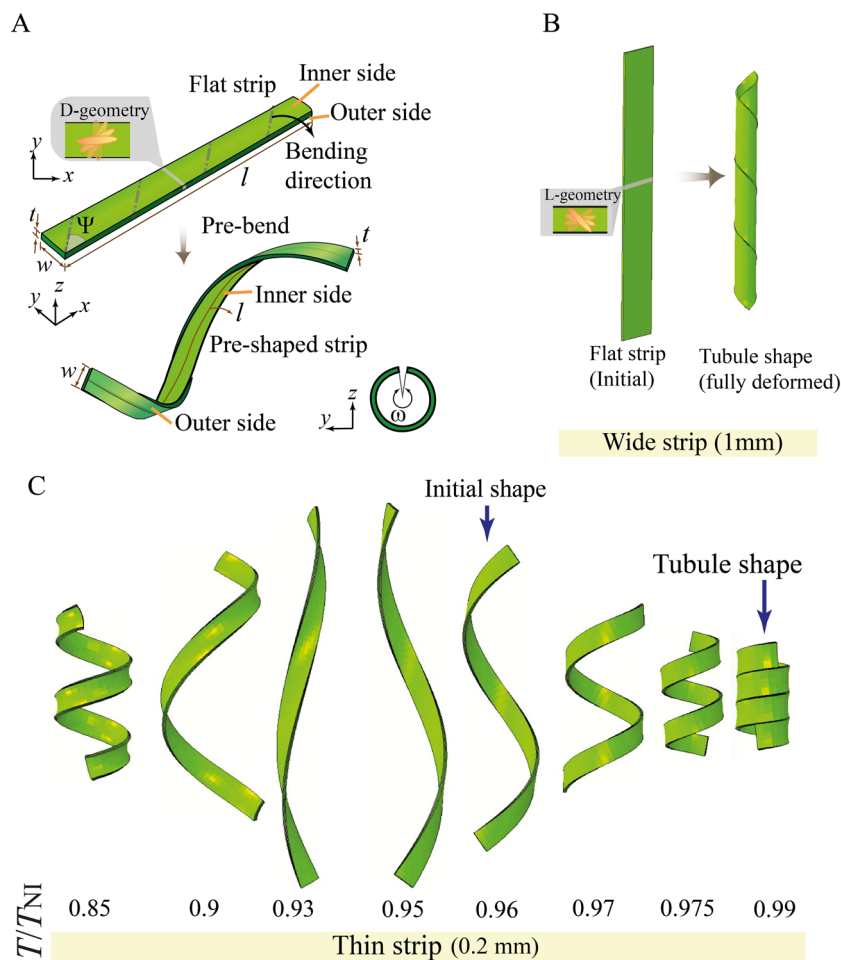 A
Flat strip
Inner side
Outer side
D-geometry
y
x
l
Bending
direction
t
Ψ
w
Pre-bend
t
z
y
x
Inner side
l
Pre-shaped strip
w
Outer side
z
y
ω
B
L-geometry
Flat strip
(Initial)
Tubule shape
(fully deformed)
Wide strip (1mm)
C
Initial shape
Tubule shape
T/TNI
0.85 0.9 0.93 0.95 0.96 0.97 0.975 0.99
Thin strip (0.2 mm)